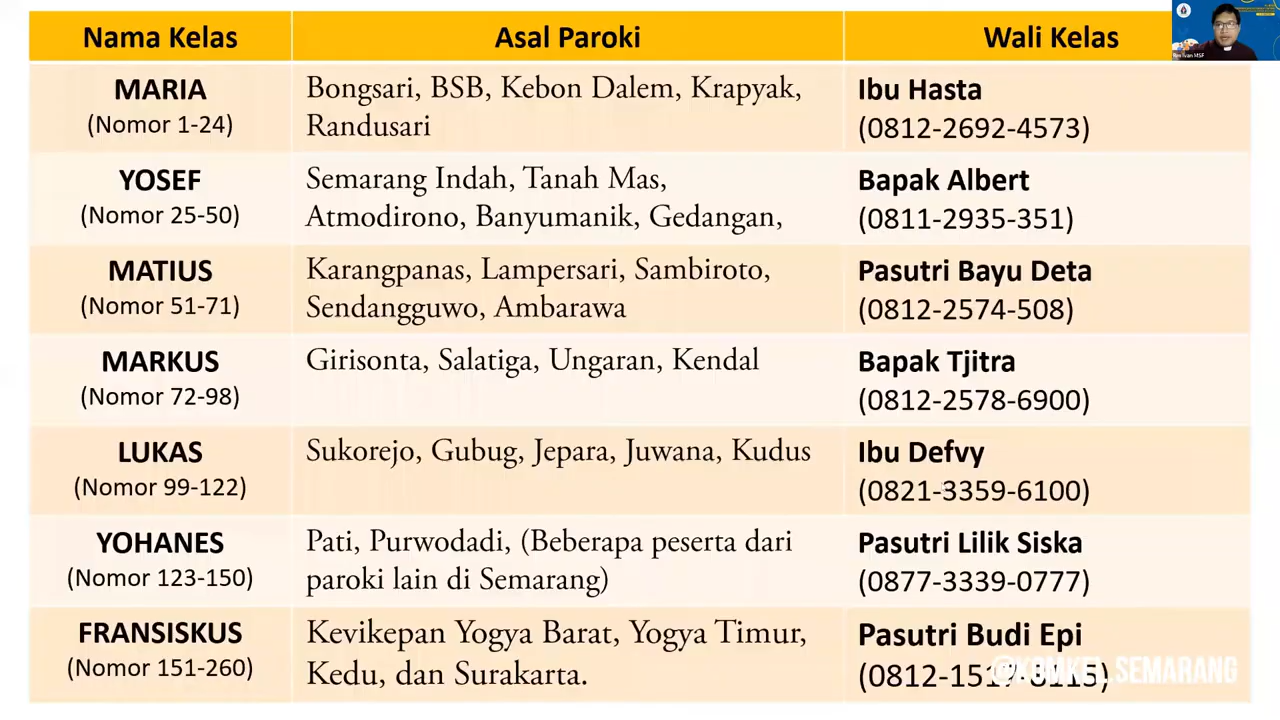 Nama Kelas Asal Paroki Wali Kelas
MARIA
(Nomor 1-24)
Bongsari, BSB, Kebon Dalem, Krapyak,
Randusari
Ibu Hasta
(0812-2692-4573)
YOSEF
(Nomor 25-50)
Semarang Indah, Tanah Mas,
Atmodirono, Banyumanik, Gedangan,
Bapak Albert
(0811-2935-351)
MATIUS
(Nomor 51-71)
Karangpanas, Lampersari, Sambiroto,
Sendangguwo, Ambarawa
Pasutri Bayu Deta
(0812-2574-508)
MARKUS
(Nomor 72-98)
Girisonta, Salatiga, Ungaran, Kendal
Bapak Tjitra
(0812-2578-6900)
LUKAS
(Nomor 99-122)
Sukorejo, Gubug, Jepara, Juwana, Kudus
Ibu Defvy
(0821-3359-6100)
YOHANES
(Nomor 123-150)
Pati, Purwodadi, (Beberapa peserta dari
paroki lain di Semarang)
Pasutri Lilik Siska
(0877-3339-0777)
FRANSISKUS
(Nomor 151-260)
Kevikepan Yogya Barat, Yogya Timur,
Kedu, dan Surakarta.
Pasutri Budi Epi
@KOMKEL.SEMARANG